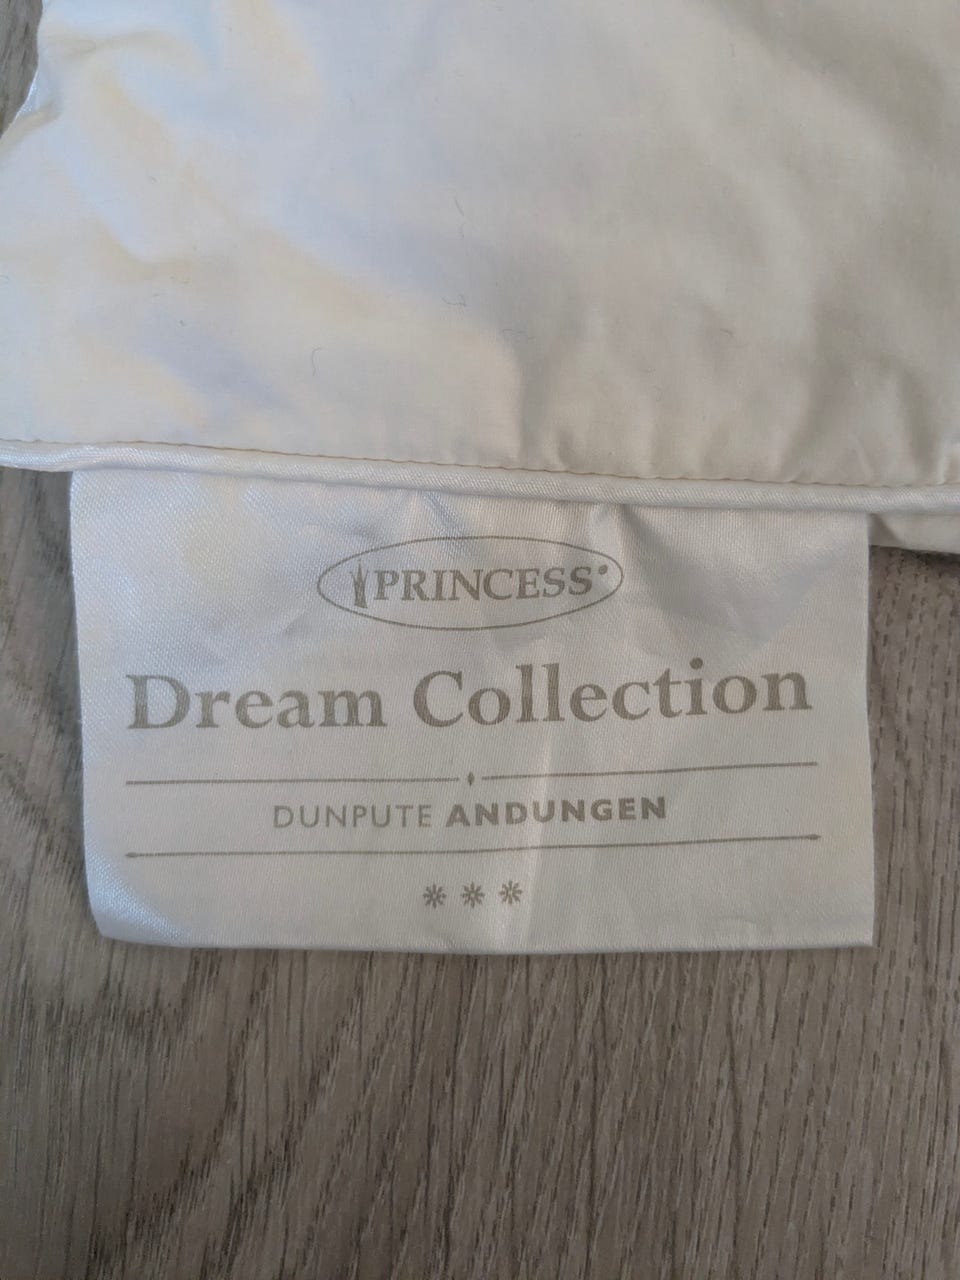 PRINCESS
Dream Collection
DUNPUTE ANDUNGEN
***